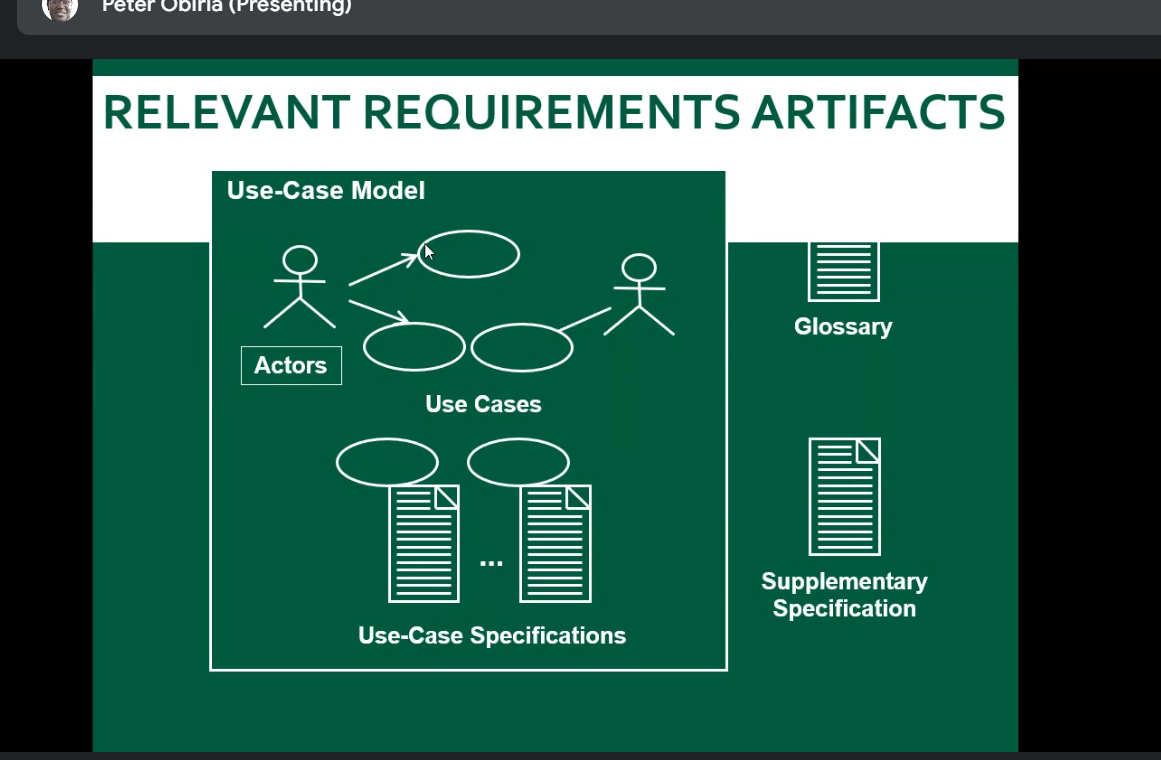 Peter Obiria (Presenting)
RELEVANT REQUIREMENTS ARTIFACTS
Use-Case Model
Actors
Use Cases
...
Use-Case Specifications
Glossary
Supplementary
Specification